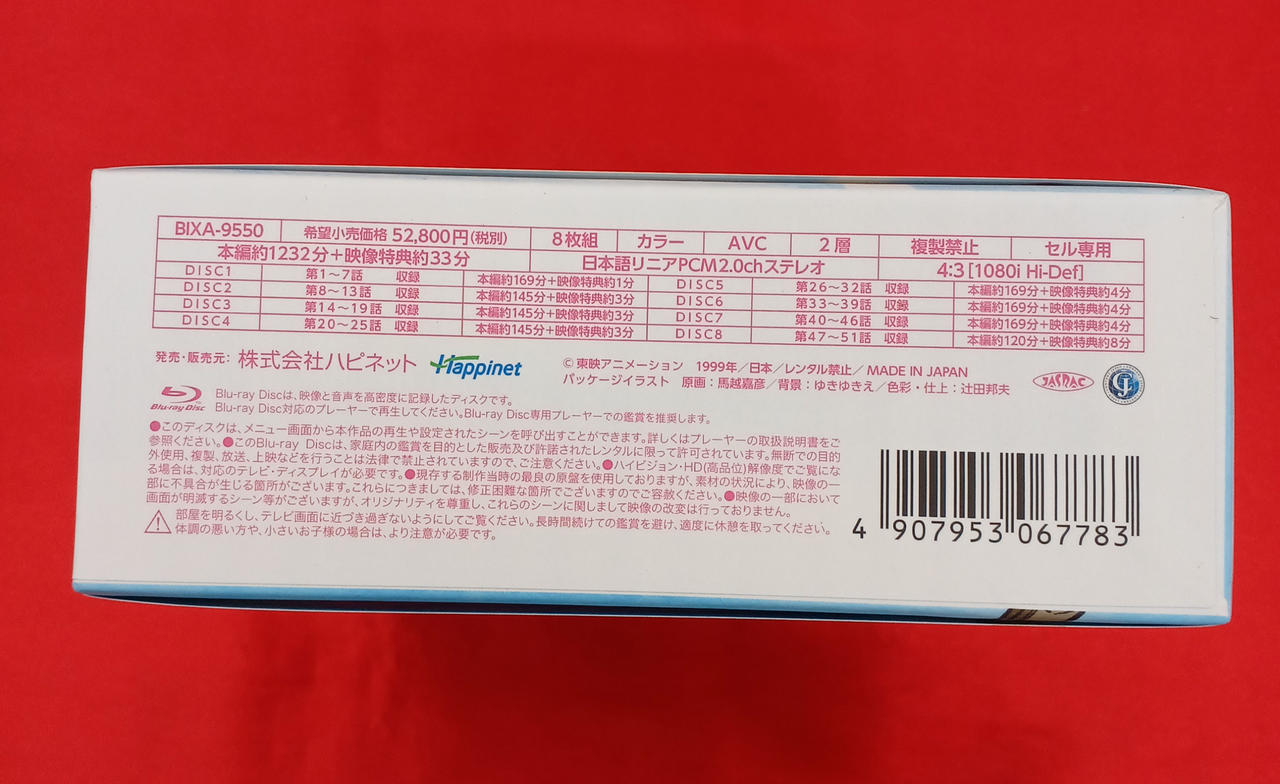 BIXA-9550 希望小売価格 52,800円(税別) 8枚組 カラー AVC 2層 複製禁止 セル専用
本編約1232分+映像特典約33分 日本語リニアPCM2.0chステレオ 4:3[1080i Hi-Def]
DISC1 第1〜7話 収録 本編約169分+映像特典約1分 DISC5 第26〜32話 収録 本編約169分+映像特典約4分
DISC2 第8〜13話 収録 本編約145分+映像特典約3分 DISC6 第33〜39話 収録 本編約169分+映像特典約4分
DISC3 第14〜19話 収録 本編約145分+映像特典約3分 DISC7 第40〜46話 収録 本編約169分+映像特典約4分
DISC4 第20〜25話 収録 本編約145分+映像特典約3分 DISC8 第47〜51話 収録 本編約120分+映像特典約8分
発売・販売元: 株式会社ハピネット Happinet
©東映アニメーション 1999年/日本/レンタル禁止/MADE IN JAPAN
パッケージイラスト 原画:馬越嘉彦/背景:ゆきゆきえ/色彩・仕上:辻田邦夫
JASRAC
Blu-ray Disc
Blu-ray Discは、映像と音声を高密度に記録したディスクです。
Blu-ray Disc対応のプレーヤーで再生してください。Blu-ray Disc専用プレーヤーでの鑑賞を推奨します。
●このディスクは、メニュー画面から本作品の再生や設定されたシーンを呼び出すことができます。詳しくはプレーヤーの取扱説明書をご
参照ください。●このBlu-ray Discは、家庭内の鑑賞を目的とした販売及び許諾されたレンタルに限って許可されています。無断での目的
外使用、複製、放送、上映などを行うことは法律で禁止されていますので、ご注意ください。●ハイビジョン・HD(高品位)解像度でご覧にな
る場合は、対応のテレビ・ディスプレイが必要です。●現存する制作当時の最良の原盤を使用しておりますが、素材の状況により、映像の一
部に不具合が生じる箇所がございます。これらにつきましては、修正困難な箇所でございますのでご容赦ください。●映像の一部において
画面が明滅するシーン等がございますが、オリジナリティを尊重し、これらのシーンに関しまして映像の改変は行っておりません。
部屋を明るくし、テレビ画面に近づき過ぎないようにしてご覧ください。長時間続けての鑑賞を避け、適度に休憩を取ってください。
体調の悪い方や、小さいお子様の場合は、より注意が必要です。
4 907953 067783